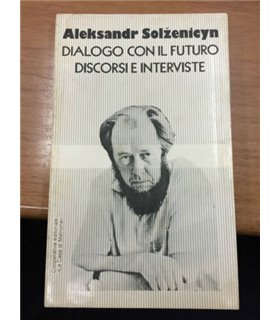 Aleksandr Solženicyn
DIALOGO CON IL FUTURO
DISCORSI E INTERVISTE
Cooperativa editoriale
«La Casa di Matriona»